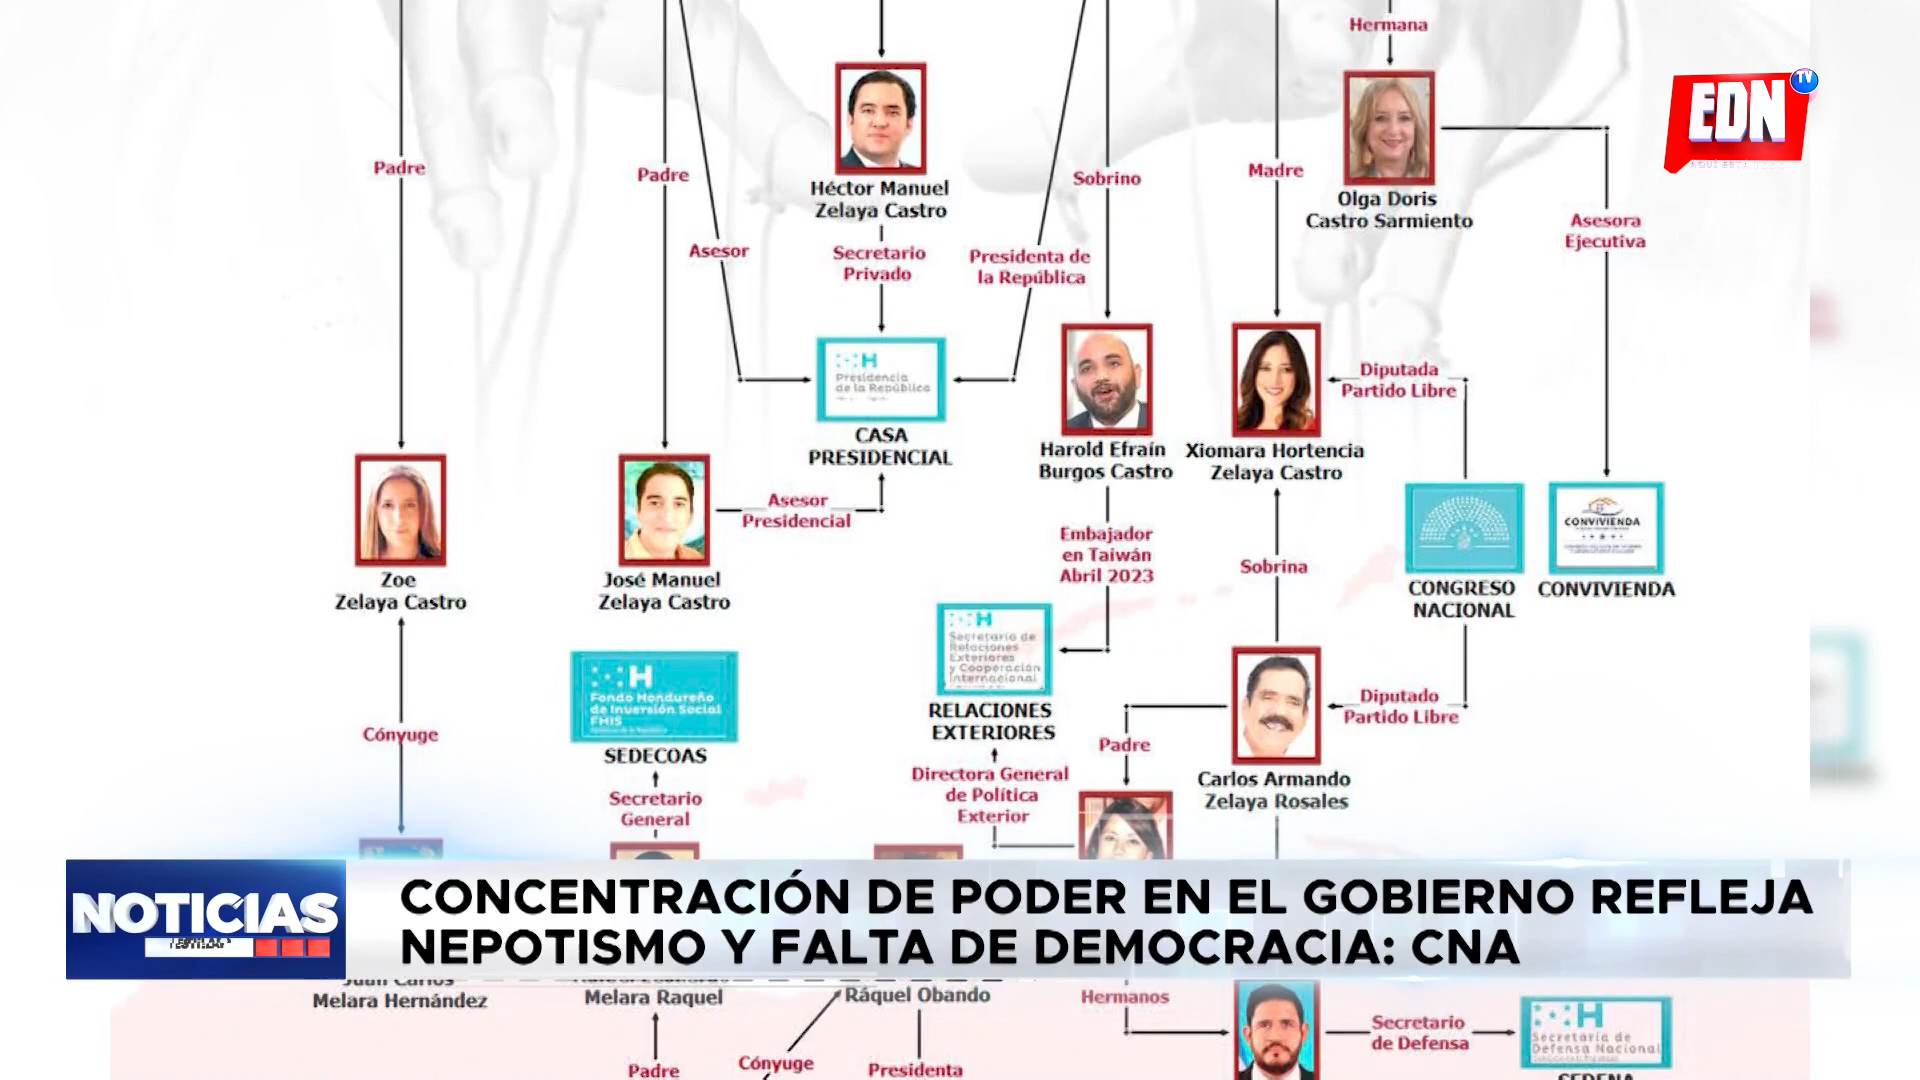 Hermana
EDN
TV
Padre
Padre
Asesor
Héctor Manuel
Zelaya Castro
Secretario
Privado
Presidenta de
la República
Sobrino
Madre
Olga Doris
Castro Sarmiento
Asesora
Ejecutiva
H
Presidencia
de la República
CASA
PRESIDENCIAL
Harold Efraín
Burgos Castro
Xiomara Hortencia
Zelaya Castro
Diputada
Partido Libre
Asesor
Presidencial
Zoe
Zelaya Castro
José Manuel
Zelaya Castro
Embajador
en Taiwán
Abril 2023
Sobrina
CONGRESO
NACIONAL
CONVIVIENDA
CONVIVIENDA
H
Secretaría de
Relaciones
Exteriores
y Cooperación
Internacional
RELACIONES
EXTERIORES
H
Fondo Hondureño
de Inversión Social
FHIS
SEDECOAS
Cónyuge
Secretario
General
Directora General
de Política
Exterior
Padre
Carlos Armando
Zelaya Rosales
Diputado
Partido Libre
NOTICIAS
CONCENTRACIÓN DE PODER EN EL GOBIERNO REFLEJA
NEPOTISMO Y FALTA DE DEMOCRACIA: CNA
Juan Carlos
Melara Hernández
Melara Raquel
Ráquel Obando
Hermanos
Padre
Cónyuge
Presidenta
Secretario
de Defensa
H
Secretaría de
Defensa Nacional
SEDENA